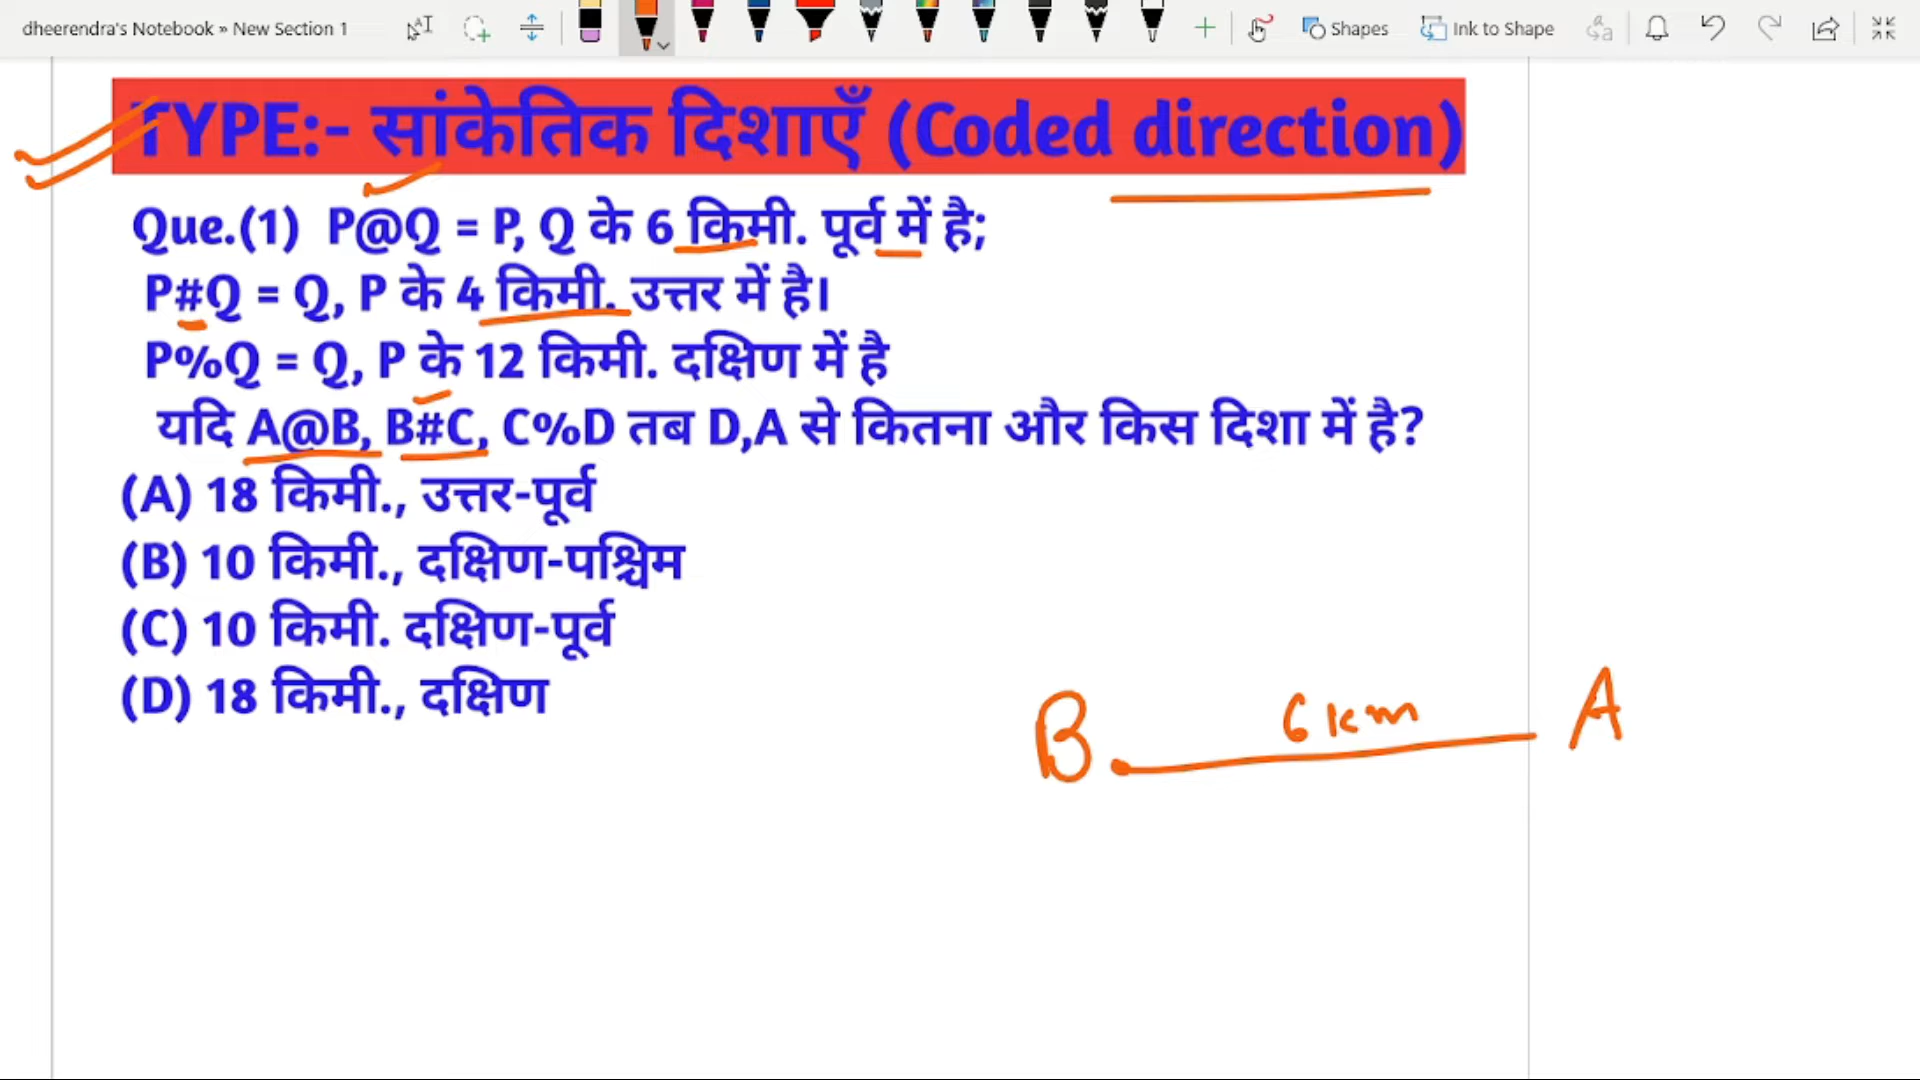 dheerendra's Notebook » New Section 1
Shapes
Ink to Shape
TYPE:- सांकेतिक दिशाएँ (Coded direction)
Que.(1) P@Q = P, Q के 6 किमी. पूर्व में है;
P#Q = Q, P के 4 किमी. उत्तर में है।
P%Q = Q, P के 12 किमी. दक्षिण में है
यदि A@B, B#C, C%D तब D,A से कितना और किस दिशा में है?
(A) 18 किमी., उत्तर-पूर्व
(B) 10 किमी., दक्षिण-पश्चिम
(C) 10 किमी. दक्षिण-पूर्व
(D) 18 किमी., दक्षिण
B 6 km A